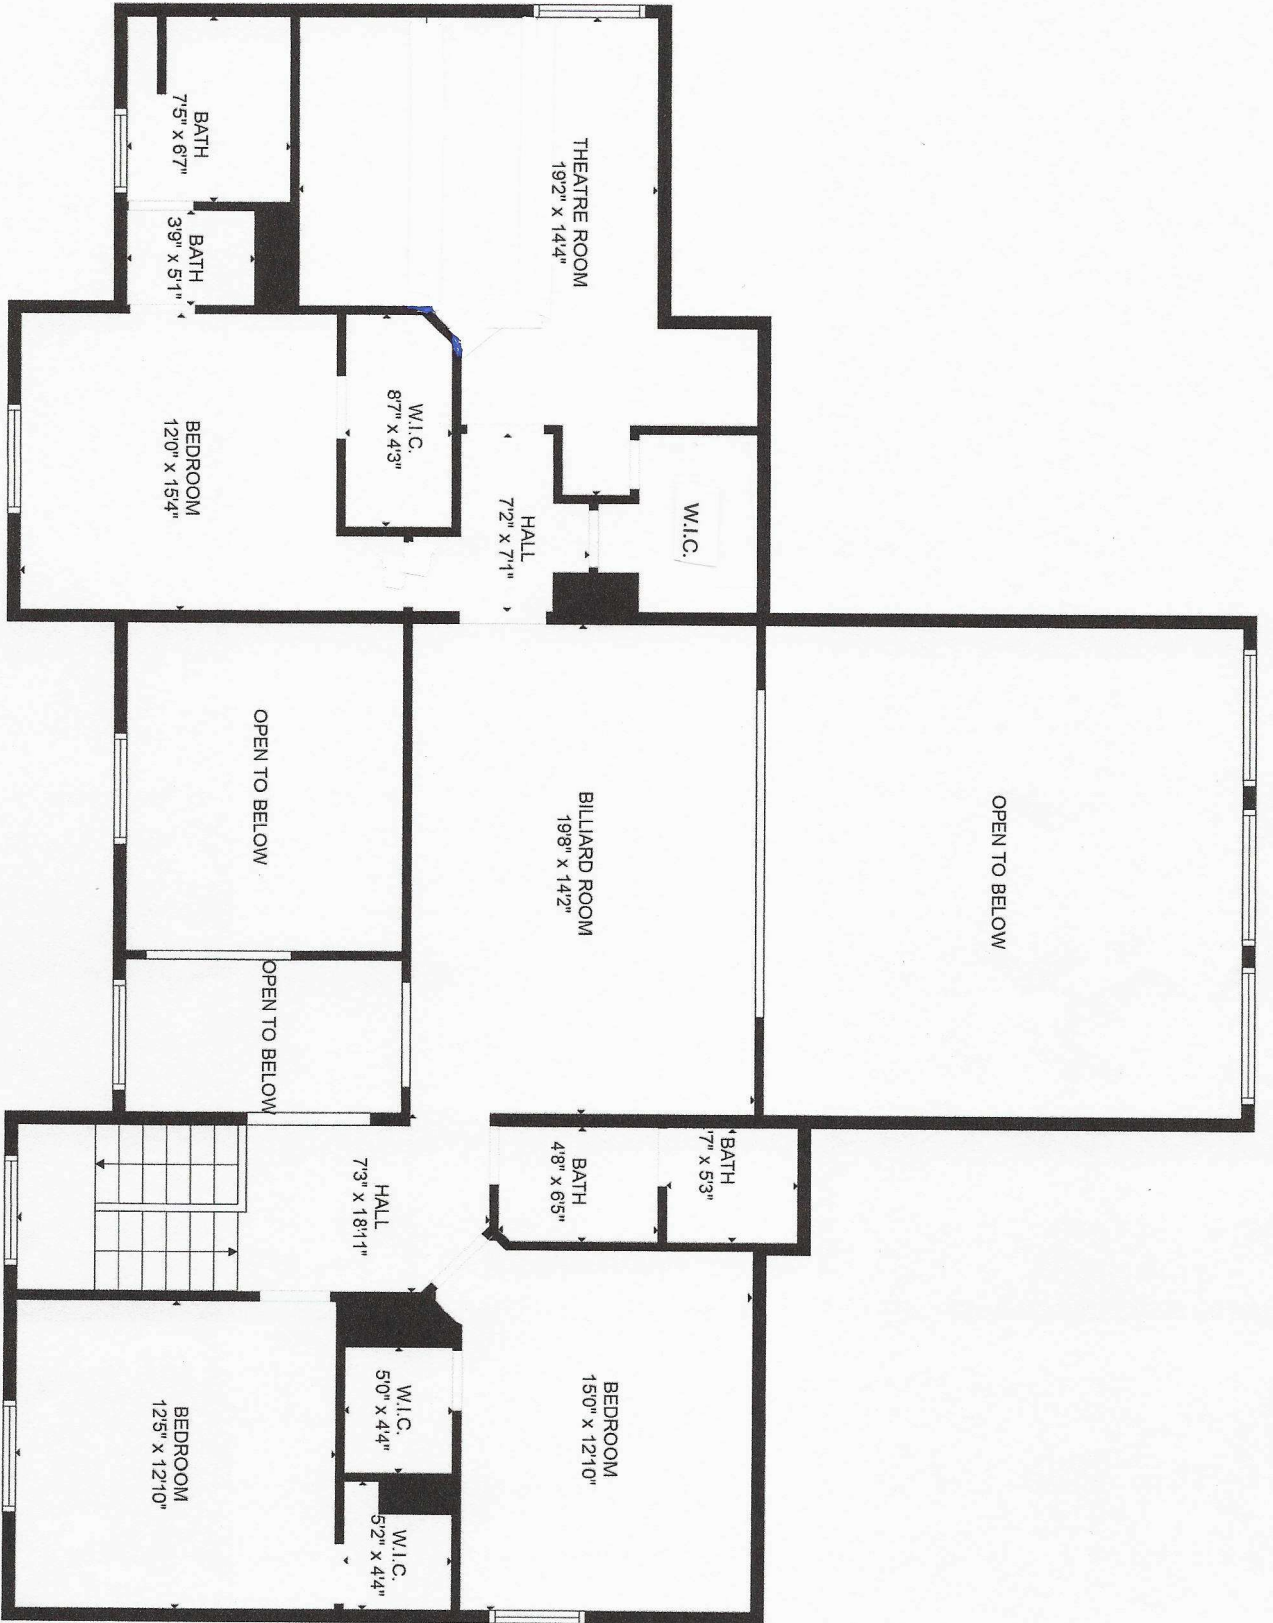 OPEN TO BELOW
W.I.C.
BATH
'7" x 5'3"
THEATRE ROOM
19'2" x 14'4"
BILLIARD ROOM
19'8" x 14'2"
BATH
4'8" x 6'5"
BEDROOM
15'0" x 12'10"
HALL
7'2" x 7'1"
W.I.C.
8'7" x 4'3"
HALL
7'3" x 18'11"
W.I.C.
5'0" x 4'4"
W.I.C.
5'2" x 4'4"
OPEN TO BELOW
OPEN TO BELOW
BATH
7'5" x 6'7"
BATH
3'9" x 5'1"
BEDROOM
12'0" x 15'4"
BEDROOM
12'5" x 12'10"